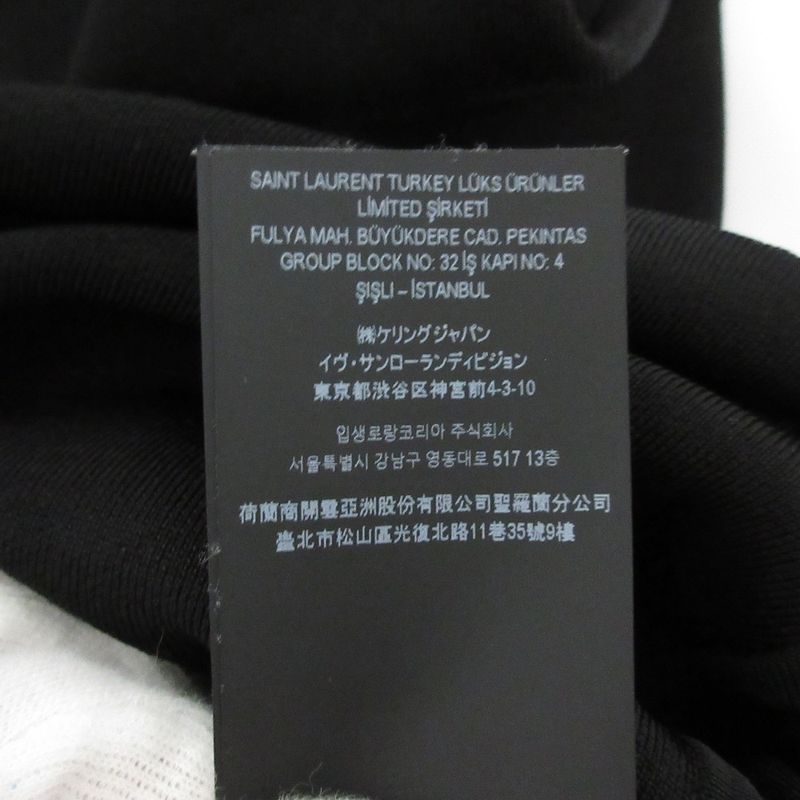 SAINT LAURENT TURKEY LÜKS ÜRÜNLER
LİMİTED ŞİRKETİ
FULYA MAH. BÜYÜKDERE CAD. PEKINTAS
GROUP BLOCK NO: 32 İŞ KAPI NO: 4
ŞIŞLI – İSTANBUL
㈱ケリングジャパン
イヴ・サンローランディビジョン
東京都渋谷区神宮前4-3-10
입생로랑코리아 주식회사
서울특별시 강남구 영동대로 517 13층
荷蘭商開雲亞洲股份有限公司聖羅蘭分公司
臺北市松山區光復北路11巷35號9樓